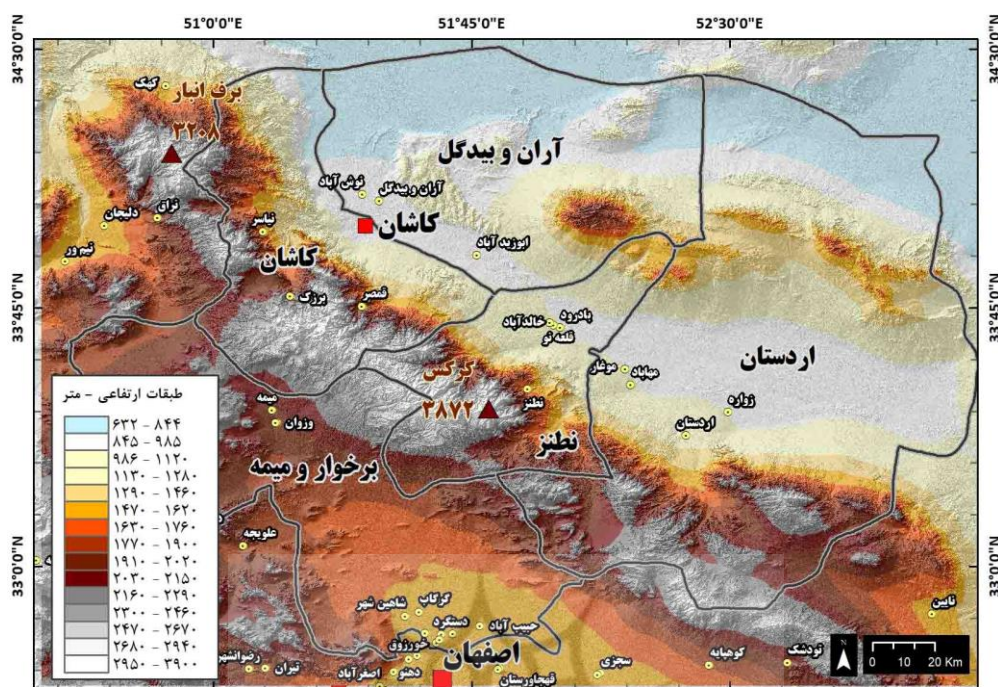 51°0'0"E
51°45'0"E
52°30'0"E
34°30'0"N
34°30'0"N
کهک
برف انبار
۳۲۰۸
آران و بیدگل
نوش آباد
آران و بیدگل
نراق
دلیجان
نیاسر
کاشان
ابوزید آباد
نیم ور
کاشان
برزک
قمصر
33°45'0"N
33°45'0"N
بادرود
خالدآباد
قلعه نو
اردستان
موغار
مهاباد
کرکس
۳۸۷۲
نطنز
زواره
اردستان
میمه
وزوان
نطنز
برخوار و میمه
علویجه
33°0'0"N
33°0'0"N
نایین
گرگاب
شاهین شهر
دستگرد
حبیب آباد
خورزوق
اصفهان
کوهپایه
تودشک
سجزی
رضوانشهر
تیران
اصغرآباد
دهنو
قهجاورستان
طبقات ارتفاعی - متر
۶۳۲ - ۸۴۴
۸۴۵ - ۹۸۵
۹۸۶ - ۱۱۲۰
۱۱۳۰ - ۱۲۸۰
۱۲۹۰ - ۱۴۶۰
۱۴۷۰ - ۱۶۲۰
۱۶۳۰ - ۱۷۶۰
۱۷۷۰ - ۱۹۰۰
۱۹۱۰ - ۲۰۲۰
۲۰۳۰ - ۲۱۵۰
۲۱۶۰ - ۲۲۹۰
۲۳۰۰ - ۲۴۶۰
۲۴۷۰ - ۲۶۷۰
۲۶۸۰ - ۲۹۴۰
۲۹۵۰ - ۳۹۰۰
N
0 10 20 Km